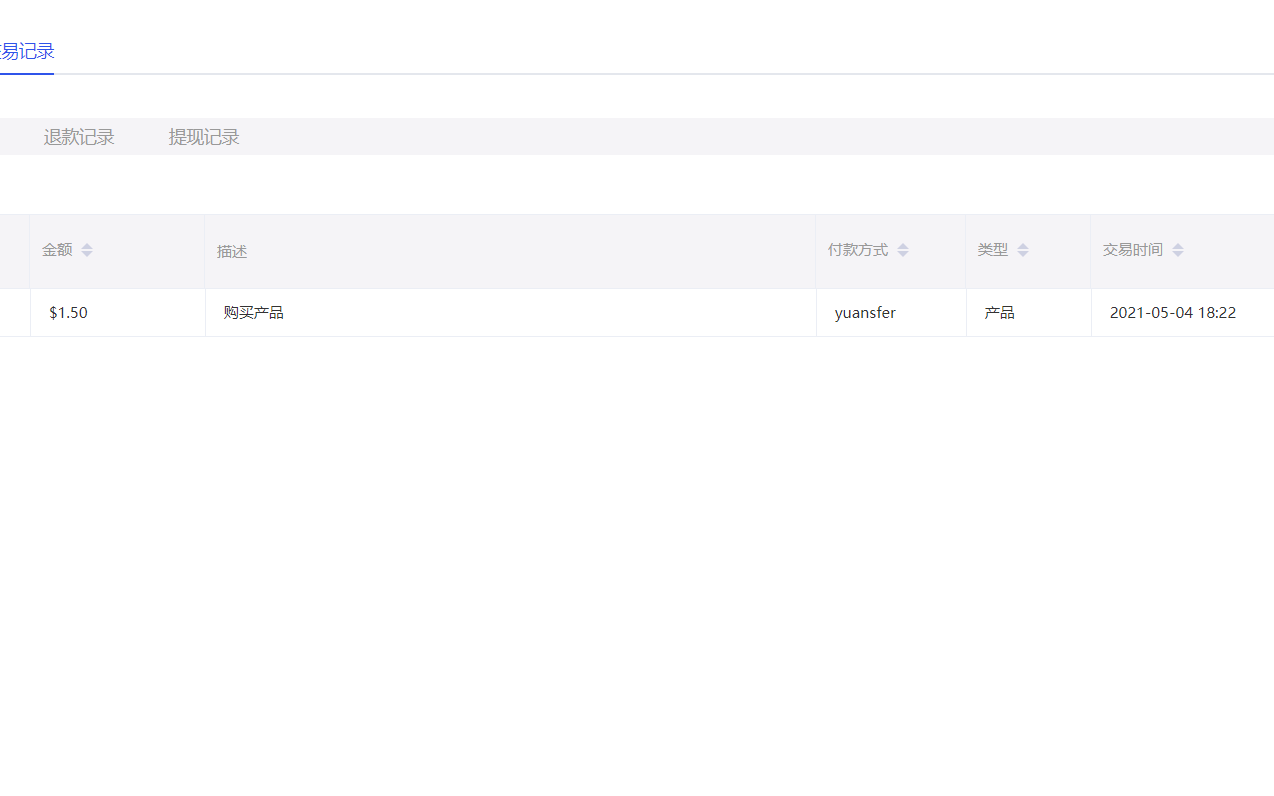 易记录
退款记录 提现记录
金额 描述 付款方式 类型 交易时间
$1.50 购买产品 yuansfer 产品 2021-05-04 18:22